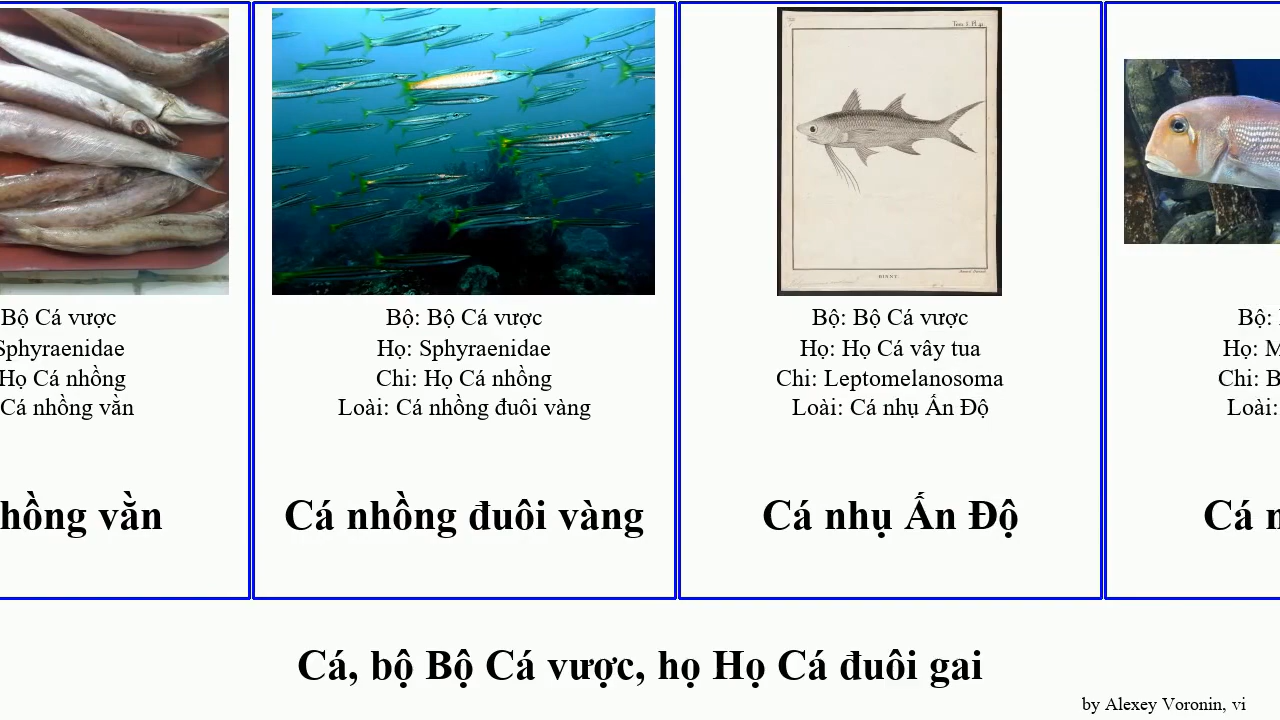 Bộ Cá vược
Sphyraenidae
Họ Cá nhồng
Cá nhồng vằn
hồng vằn
Bộ: Bộ Cá vược
Họ: Sphyraenidae
Chi: Họ Cá nhồng
Loài: Cá nhồng đuôi vàng
Cá nhồng đuôi vàng
Bộ: Bộ Cá vược
Họ: Họ Cá vây tua
Chi: Leptomelanosoma
Loài: Cá nhụ Ấn Độ
Cá nhụ Ấn Độ
Bộ:
Họ: M
Chi: B
Loài:
Cá
Cá, bộ Bộ Cá vược, họ Họ Cá đuôi gai
by Alexey Voronin, vi